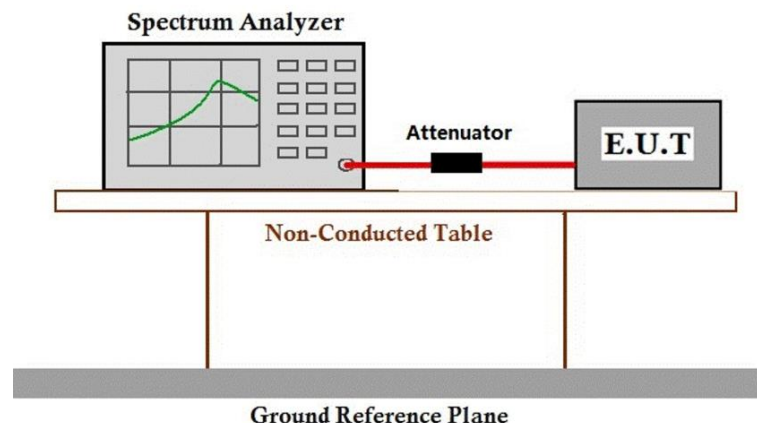 Spectrum Analyzer
Attenuator
E.U.T
Non-Conducted Table
Ground Reference Plane